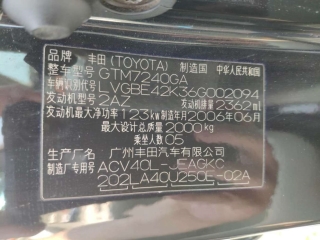 品牌 丰田(TOYOTA) 制造国 中华人民共和国
整车型号 GTM7240GA
车辆识别代号 LVGBE42K36G002094
发动机型号 2AZ 发动机排量 2362ml
发动机最大净功率 123kW 制造年月 2006年06月
最大设计总质量 2000kg
乘坐人数 05
广州丰田汽车有限公司
制造厂专用号 ACV40L-JEAGKC
202LA40U250E-02A